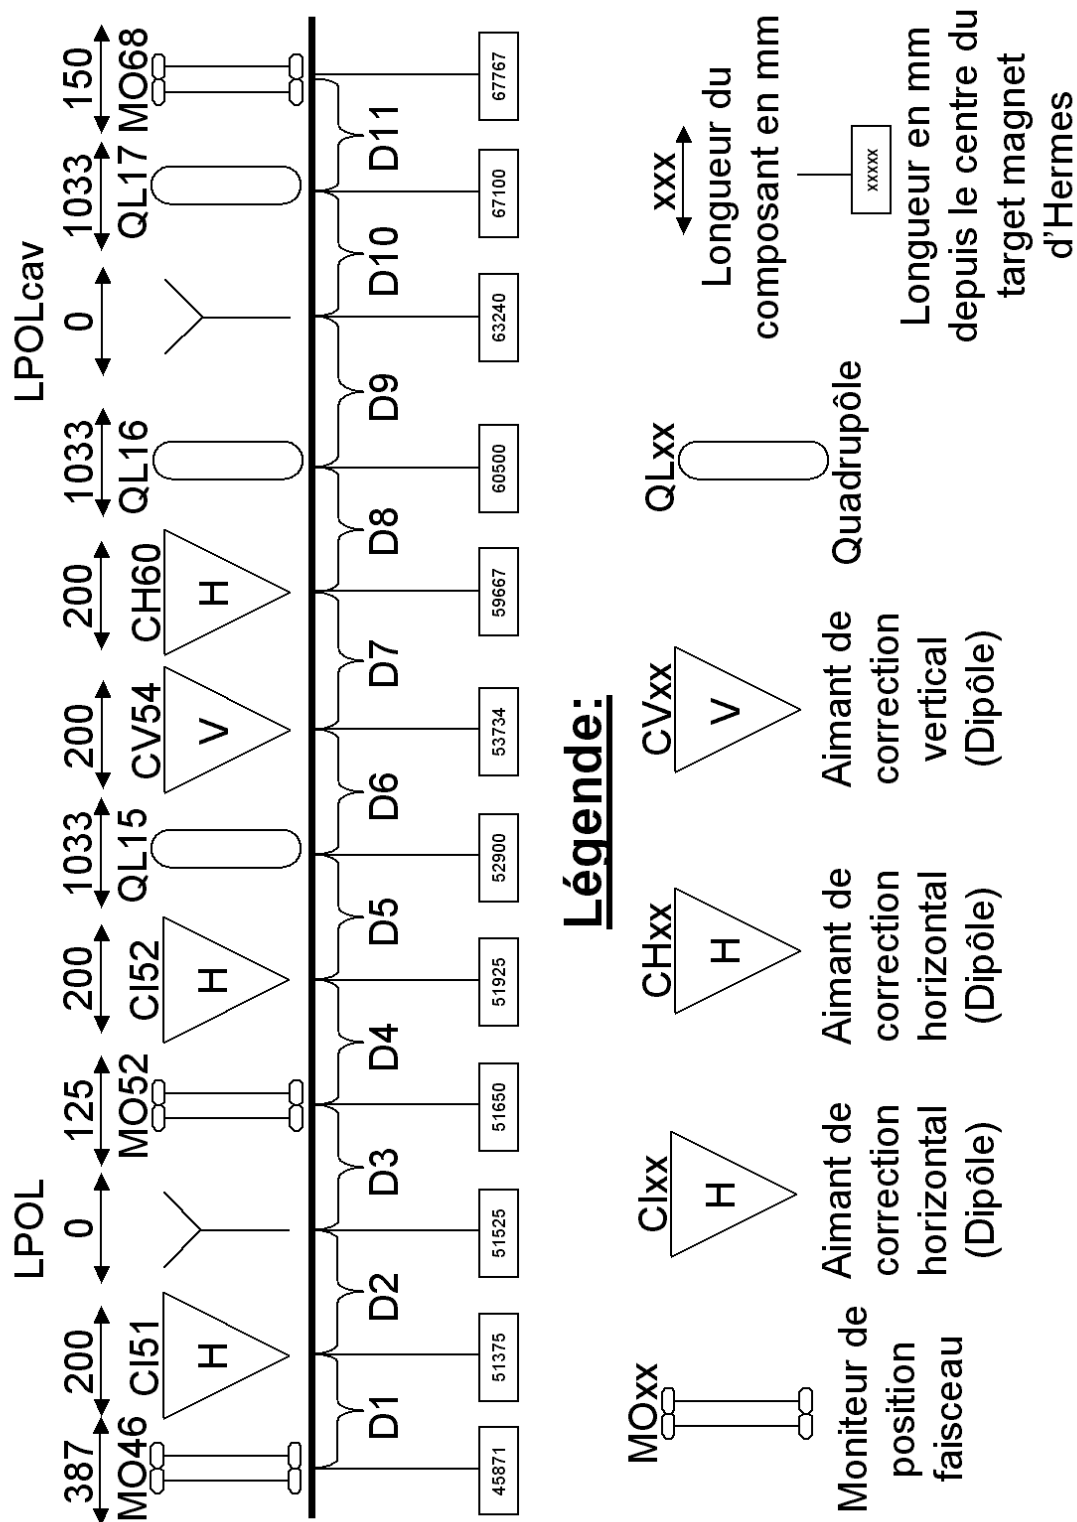 LPOL
LPOLcav
387
200
0
125
200
1033
200
200
1033
0
1033
150
MO46
CI51
MO52
CI52
QL15
CV54
CH60
QL16
QL17
MO68
H
H
V
H
D1
D2
D3
D4
D5
D6
D7
D8
D9
D10
D11
45871
51375
51525
51650
51925
52900
53734
59667
60500
63240
67100
67767
Légende:
MOxx
Moniteur de
position
faisceau
CIxx
H
Aimant de
correction
horizontal
(Dipôle)
CHxx
H
Aimant de
correction
horizontal
(Dipôle)
CVxx
V
Aimant de
correction
vertical
(Dipôle)
QLxx
Quadrupôle
xxx
Longueur du
composant en mm
xxxxx
Longueur en mm
depuis le centre du
target magnet
d'Hermes